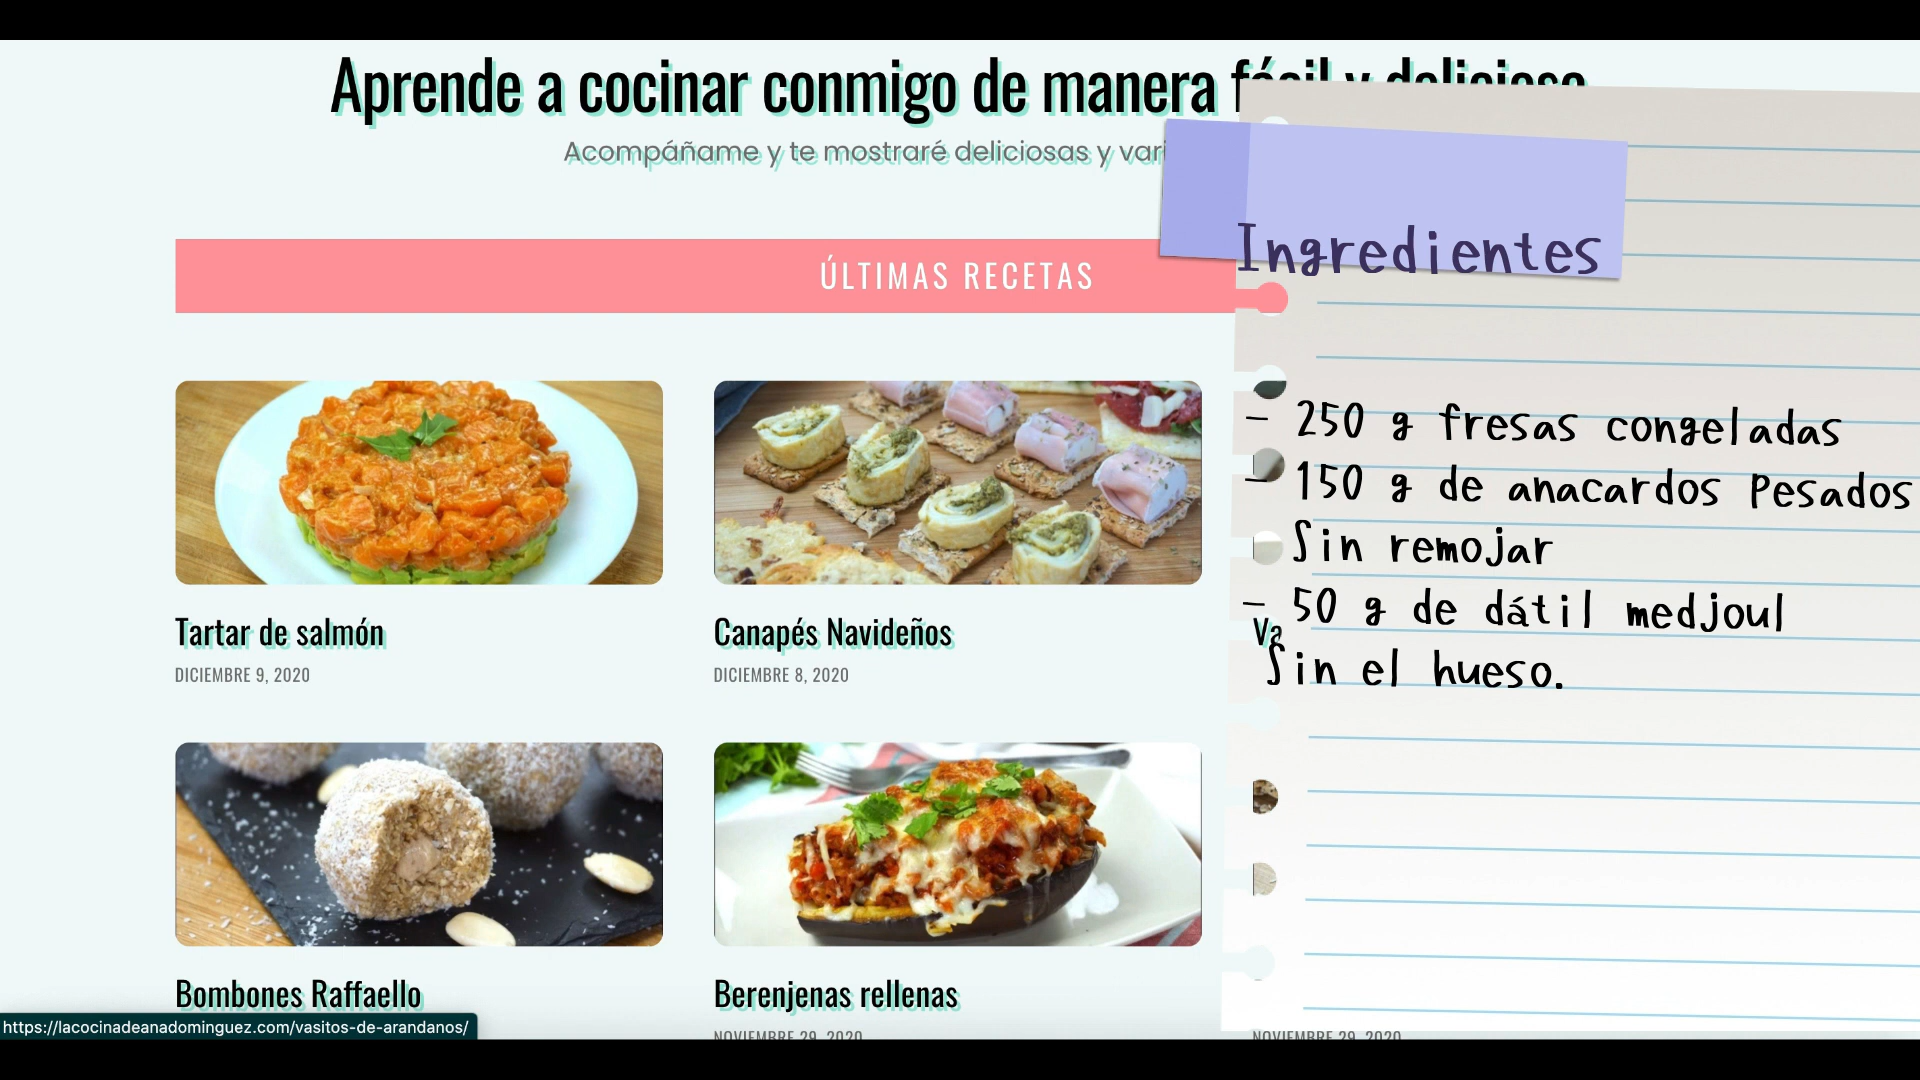 Aprende a cocinar conmigo de manera fácil y
Acompáñame y te mostraré deliciosas y
ÚLTIMAS RECETAS
Ingredientes
- 250 g fresas congeladas
- 150 g de anacardos Pesados
Sin remojar
- 50 g de dátil medjoul
Sin el hueso.
Tartar de salmón
DICIEMBRE 9, 2020
Canapés Navideños
DICIEMBRE 8, 2020
Va
Bombones Raffaello
Berenjenas rellenas
NOVIEMBRE 29, 2020
NOVIEMBRE 29, 2020
https://lacocinadeanadominguez.com/vasitos-de-arandanos/